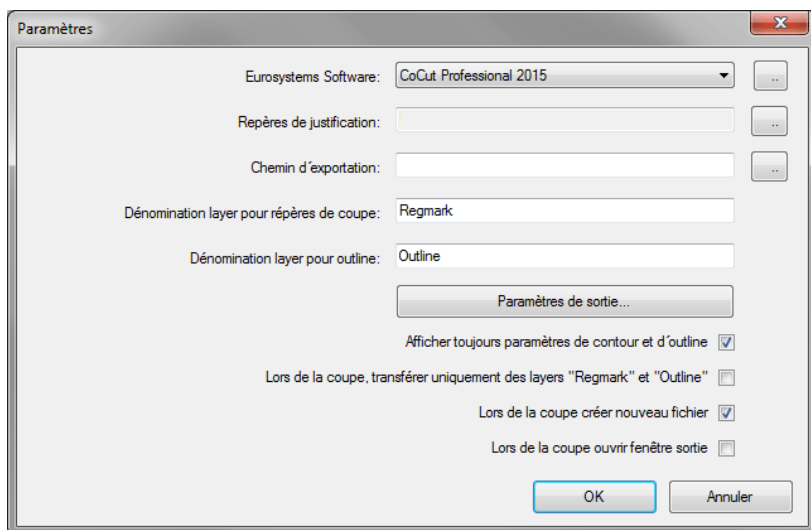 Paramètres
Eurosystems Software: CoCut Professional 2015 ..
Repères de justification: ..
Chemin d´exportation: ..
Dénomination layer pour répères de coupe: Regmark
Dénomination layer pour outline: Outline
Paramètres de sortie...
Afficher toujours paramètres de contour et d´outline
Lors de la coupe, transférer uniquement des layers "Regmark" et "Outline"
Lors de la coupe créer nouveau fichier
Lors de la coupe ouvrir fenêtre sortie
OK Annuler